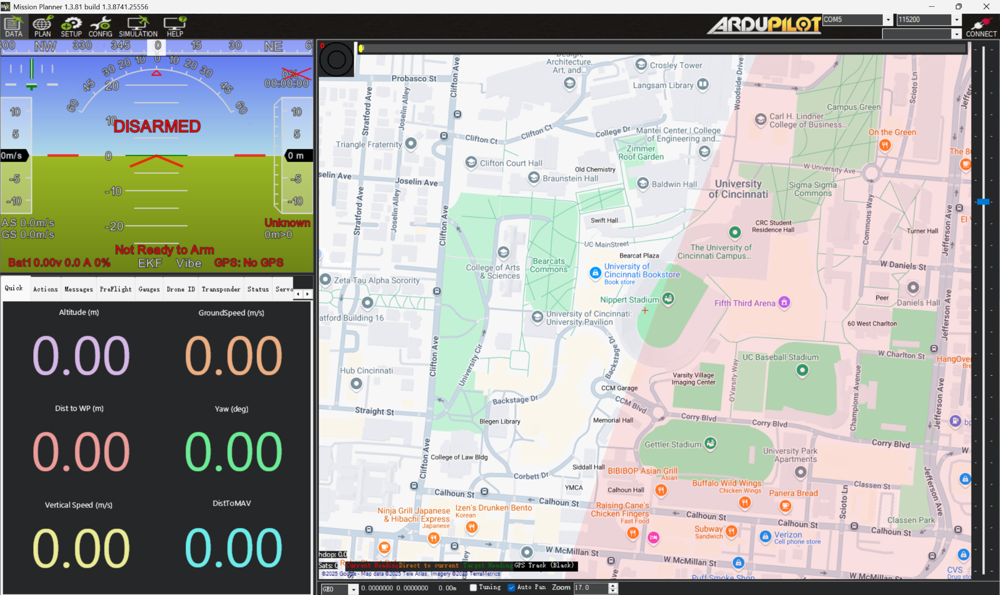 Mission Planner 1.3.81 build 1.3.8741.25556
DATA
PLAN
SETUP
CONFIG
SIMULATION
HELP
ARDUPILOT
COM5
115200
CONNECT
NW 330 345 0 15 30 NE
60 45 30 20 10 0 10 20 30 45 60
0%
00:00:00
20
10
0
-10
-20
10
5
-5
-10
10
5
-5
-10
DISARMED
0m/s
0 m
AS 0.0m/s
GS 0.0m/s
Unknown
0m>0
Not Ready to Arm
Bat1 0.00v 0.0 A 0%
EKF
Vibe
GPS: No GPS
Quick
Actions
Messages
PreFlight
Gauges
Drone ID
Transponder
Status
Servo
Altitude (m)
0.00
GroundSpeed (m/s)
0.00
Dist to WP (m)
0.00
Yaw (deg)
0.00
Vertical Speed (m/s)
0.00
DistToMAV
0.00
0
Design,
Architecture,
Art, and...
Crosley Tower
Langsam Library
Probasco St
Clifton Ave
Stratford Ave
Joselin Alley
Woodside Drive
Scioto Ln
Campus Green
Carl H. Lindner
College of Business...
On the Green
Clifton Ct
Clifton Ct
College Dr
Mantei Center | College
of Engineering and...
Triangle Fraternity
Zimmer
Roof Garden
Clifton Court Hall
Old Chemistry
Braunstein Hall
Baldwin Hall
W University Ave
University
of Cincinnati
Sigma Sigma
Commons
selin Ave
Joselin Ave
Joselin Alley
Stratford Ave
Clifton Ave
Swift Hall
CRC Student
Residence Hall
Commons Way
Jefferson Ave
Turner Hall
UC MainStreet
Bearcat Plaza
The University of
Cincinnati Campus...
College of Arts
& Sciences
Bearcats
Commons
University of
Cincinnati Bookstore
Book store
W Daniels St
Zeta Tau Alpha Sorority
Nippert Stadium
Fifth Third Arena
Peer
Daniels Hall
Jefferson Ave
atford Building 16
University of Cincinnati:
University Pavilion
60 West Charlton
Clifton Ave
University Cir
Backstage Dr
UC Baseball Stadium
W Charlton St
HangOver
Hub Cincinnati
Varsity Village
Imaging Center
O'Varsity Way
Champions Avenue
Jefferson Ave
CCM Garage
CCM Blvd
Backstage Dr
Straight St
Blegen Library
Memorial Hall
Corry Blvd
Corry Blvd
Corry Blvd
Gettler Stadium
University Park
Apartments
College of Law Bldg
Clifton Ave
Siddall Hall
BIBIBOP Asian Grill
Asian
Corbett Dr
YMCA
Calhoun Hall
Buffalo Wild Wings
Chicken Wings
Panera Bread
Classen St
Scioto Ln
Jefferson Ave
Calhoun St
Calhoun St
Calhoun St
Calhoun St
Calhoun St
Raising Cane's
Chicken Fingers
Fast Food
Classen Park
Ninja Grill Japanese
& Hibachi Express
Japanese
Izen's Drunken Bento
Korean
Subway
Sandwich
Verizon
Cell phone store
W McMillan St
W McMillan St
CVS
hdop: 0.0
Sats: 0
Current Heading Direct to current Target Heading GPS Track (Black)
©2025 Google - Map data ©2025 Tele Atlas, Imagery ©2025 TerraMetrics
GEO
0.0000000 0.0000000
0.00m
Tuning
Auto Pan
Zoom
17.0